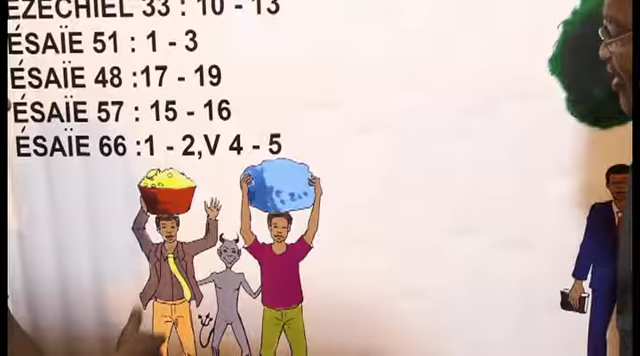 ÉZÉCHIEL 33 : 10 - 13
ÉSAÏE 51 : 1 - 3
ÉSAÏE 48 :17 - 19
ÉSAÏE 57 : 15 - 16
ÉSAÏE 66 :1 - 2,V 4 - 5